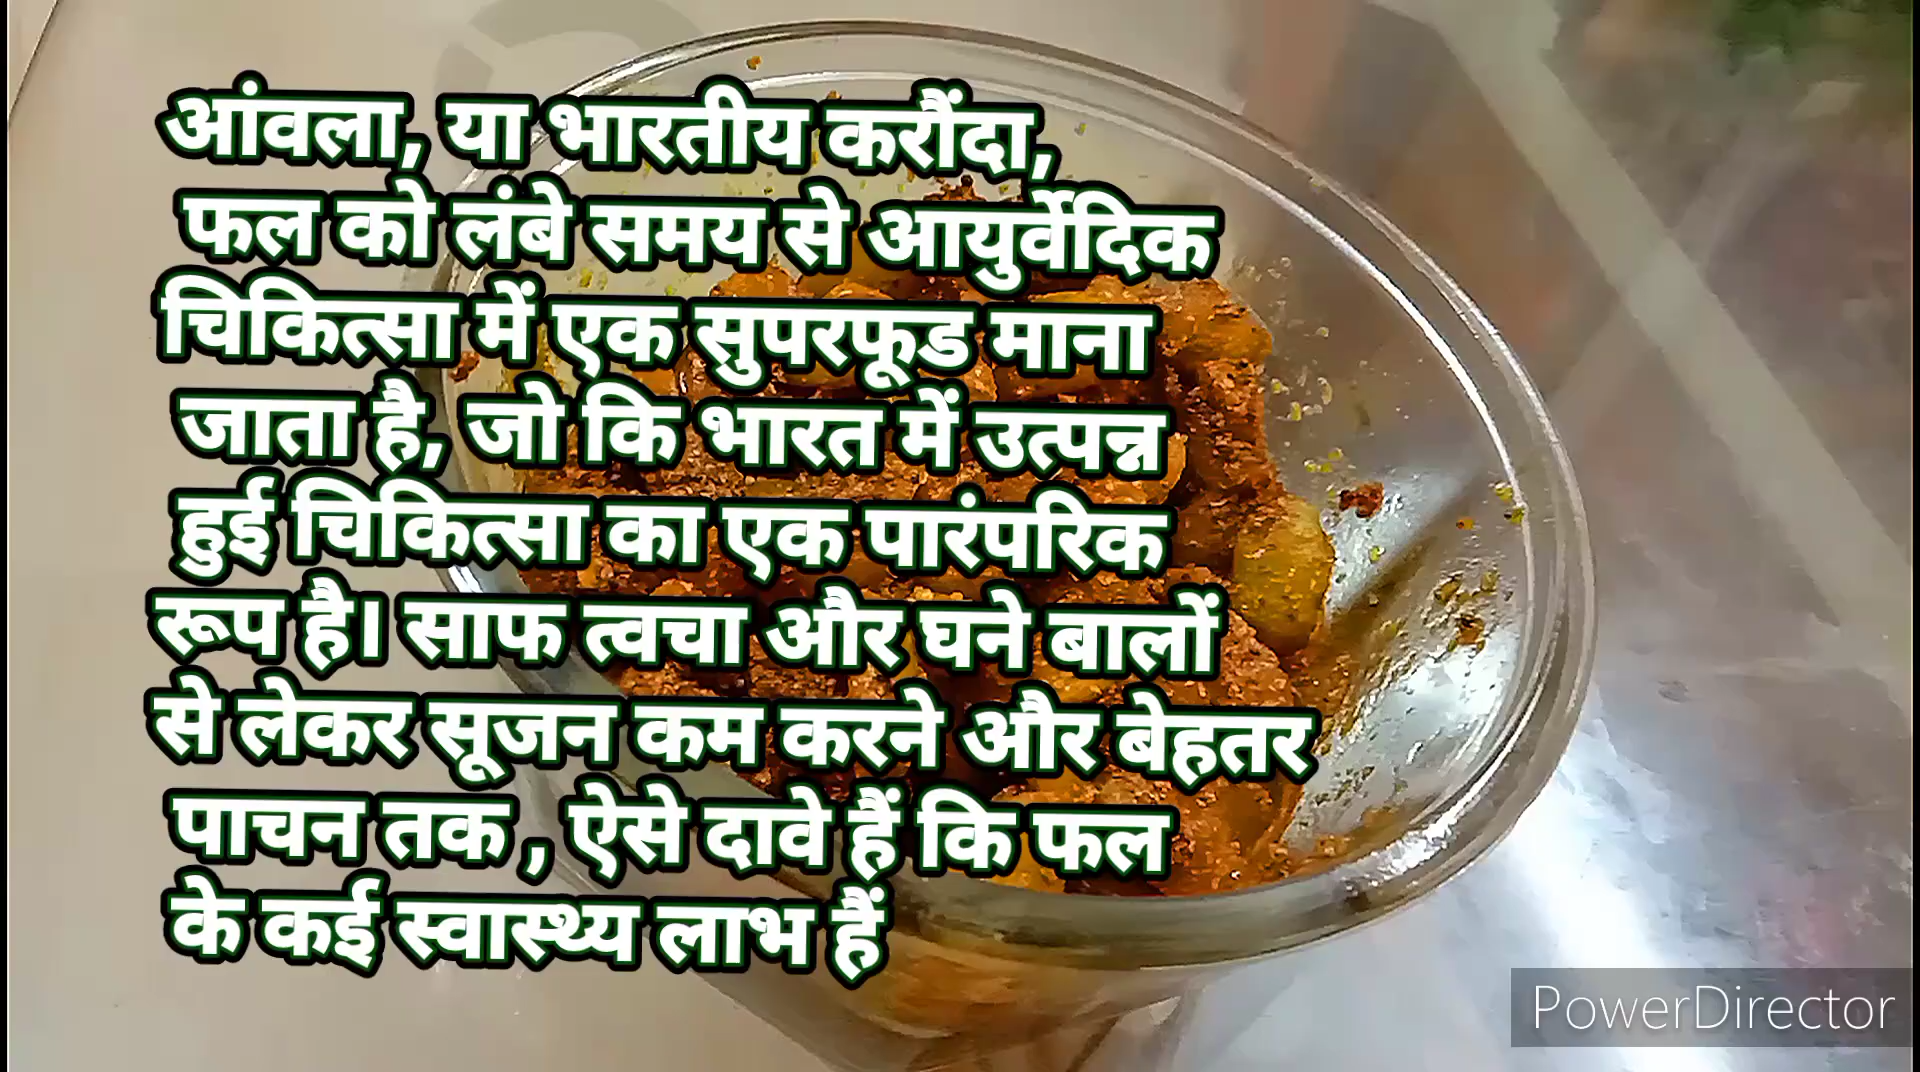 आंवला, या भारतीय करौंदा,
फल को लंबे समय से आयुर्वेदिक
चिकित्सा में एक सुपरफूड माना
जाता है, जो कि भारत में उत्पन्न
हुई चिकित्सा का एक पारंपरिक
रूप है। साफ त्वचा और घने बालों
से लेकर सूजन कम करने और बेहतर
पाचन तक , ऐसे दावे हैं कि फल
के कई स्वास्थ्य लाभ हैं
PowerDirector